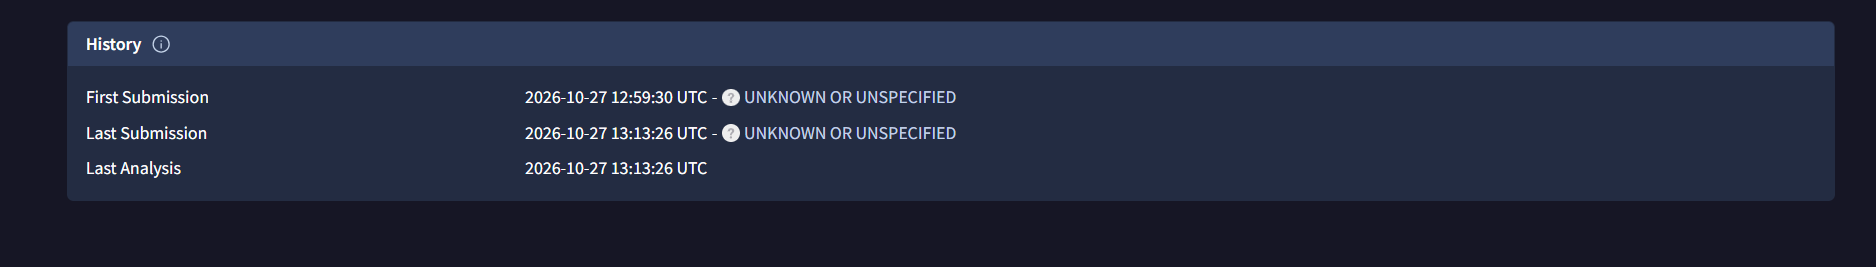 History
First Submission 2026-10-27 12:59:30 UTC - UNKNOWN OR UNSPECIFIED
Last Submission 2026-10-27 13:13:26 UTC - UNKNOWN OR UNSPECIFIED
Last Analysis 2026-10-27 13:13:26 UTC